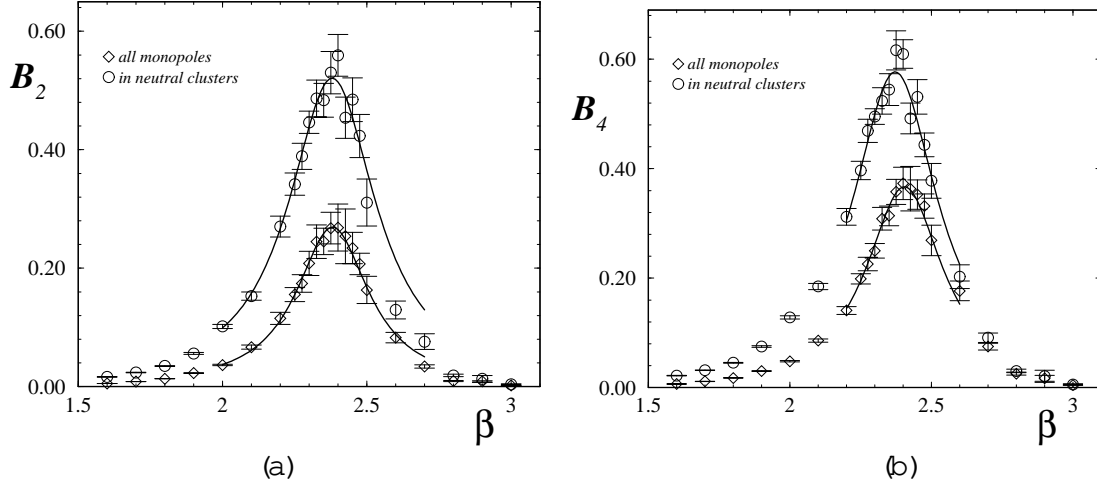 0.60
all monopoles
in neutral clusters
B2
0.40
0.20
0.00
1.5 2 2.5 3
β
(a)
0.60
all monopoles
in neutral clusters
B4
0.40
0.20
0.00
1.5 2 2.5 3
β
(b)